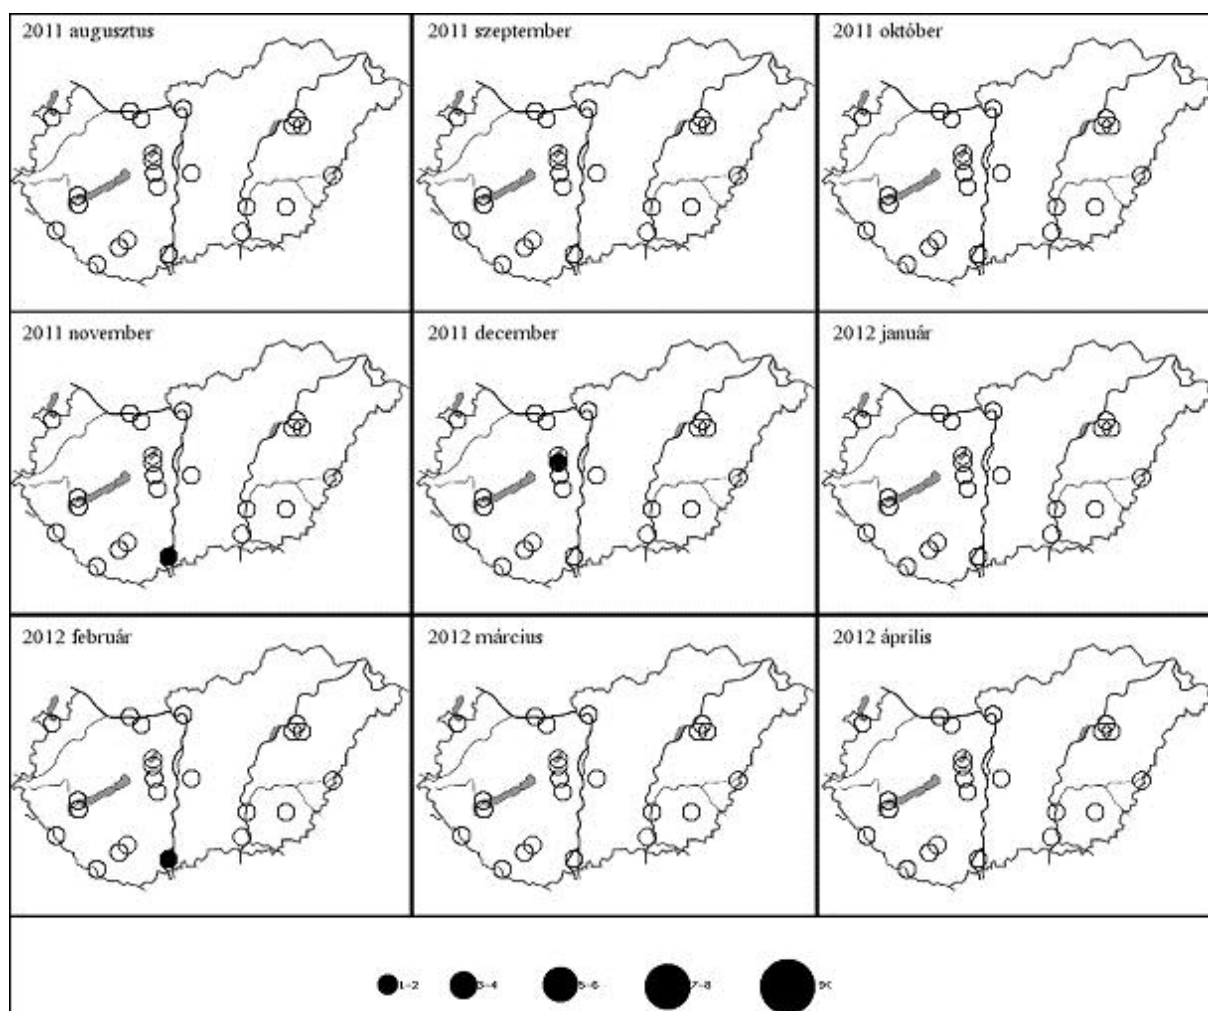 2011 augusztus
2011 szeptember
2011 október
2011 november
2011 december
2012 január
2012 február
2012 március
2012 április
1-2
3-4
5-6
7-8
9<